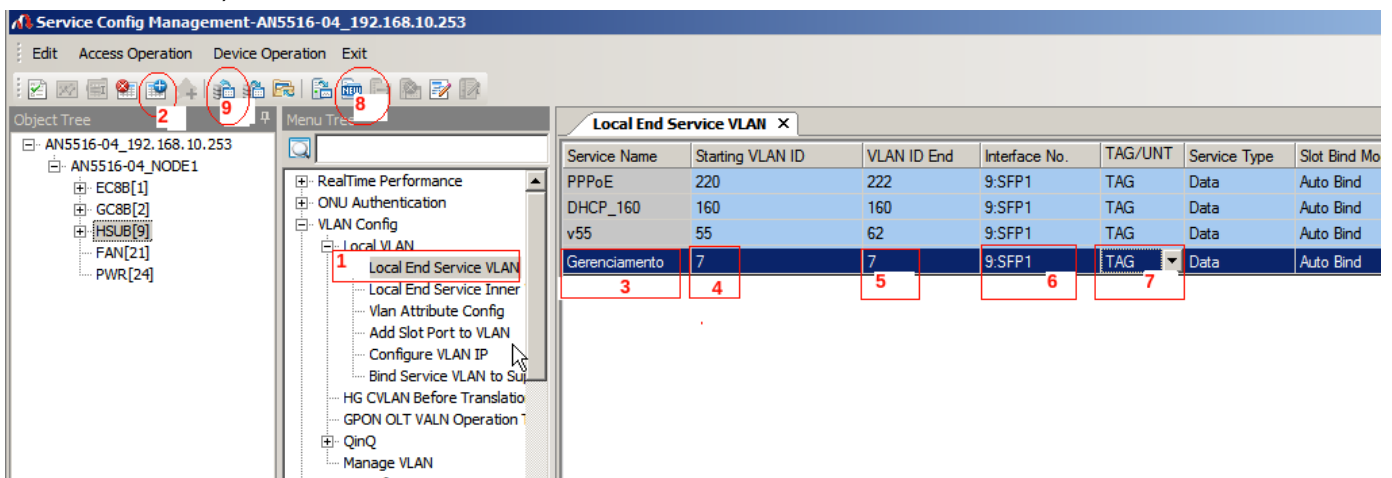 Service Config Management-AN5516-04_192.168.10.253
Edit Access Operation Device Operation Exit
2 9 8
Object Tree
AN5516-04_192.168.10.253
AN5516-04_NODE1
EC8B[1]
GC8B[2]
HSUB[9]
FAN[21]
PWR[24]
Menu Tree
RealTime Performance
ONU Authentication
VLAN Config
Local VLAN
1 Local End Service VLAN
Local End Service Inner
Vlan Attribute Config
Add Slot Port to VLAN
Configure VLAN IP
Bind Service VLAN to Su
HG CVLAN Before Translatio
GPON OLT VALN Operation T
QinQ
Manage VLAN
Local End Service VLAN X
Service Name Starting VLAN ID VLAN ID End Interface No. TAG/UNT Service Type Slot Bind Mo
PPPoE 220 222 9:SFP1 TAG Data Auto Bind
DHCP_160 160 160 9:SFP1 TAG Data Auto Bind
v55 55 62 9:SFP1 TAG Data Auto Bind
Gerenciamento 7 7 9:SFP1 TAG Data Auto Bind
3 4 5 6 7